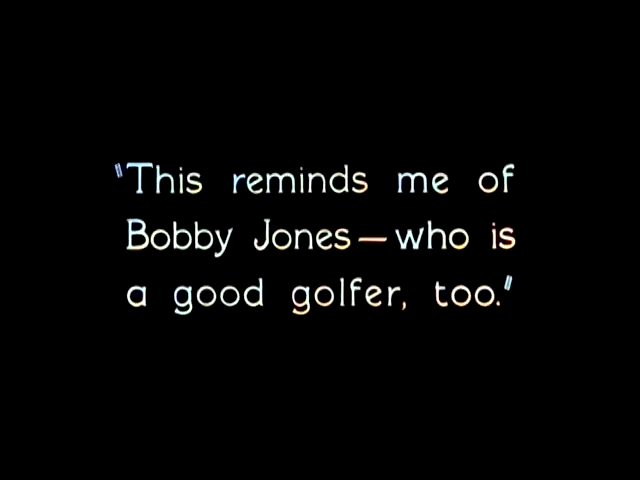 "This reminds me of
Bobby Jones—who is
a good golfer, too."